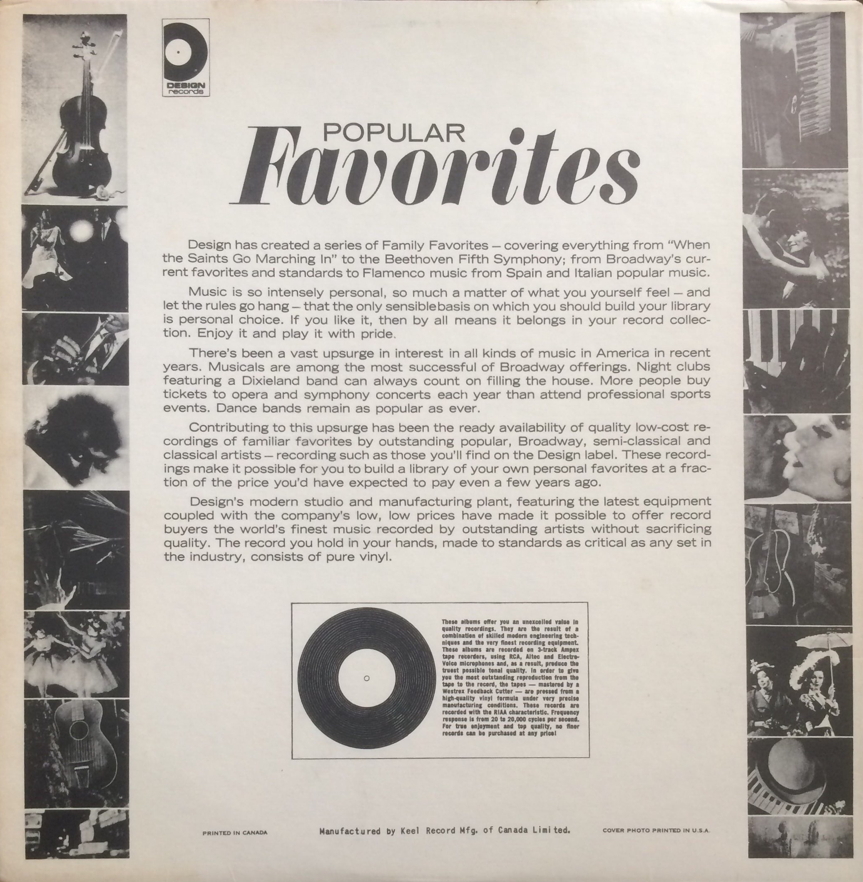 DESIGN
records
POPULAR
Favorites
Design has created a series of Family Favorites – covering everything from “When
the Saints Go Marching In” to the Beethoven Fifth Symphony; from Broadway's cur-
rent favorites and standards to Flamenco music from Spain and Italian popular music.
Music is so intensely personal, so much a matter of what you yourself feel – and
let the rules go hang – that the only sensiblebasis on which you should build your library
is personal choice. If you like it, then by all means it belongs in your record collec-
tion. Enjoy it and play it with pride.
There's been a vast upsurge in interest in all kinds of music in America in recent
years. Musicals are among the most successful of Broadway offerings. Night clubs
featuring a Dixieland band can always count on filling the house. More people buy
tickets to opera and symphony concerts each year than attend professional sports
events. Dance bands remain as popular as ever.
Contributing to this upsurge has been the ready availability of quality low-cost re-
cordings of familiar favorites by outstanding popular, Broadway, semi-classical and
classical artists – recording such as those you'll find on the Design label. These record-
ings make it possible for you to build a library of your own personal favorites at a frac-
tion of the price you'd have expected to pay even a few years ago.
Design's modern studio and manufacturing plant, featuring the latest equipment
coupled with the company's low, low prices have made it possible to offer record
buyers the world's finest music recorded by outstanding artists without sacrificing
quality. The record you hold in your hands, made to standards as critical as any set in
the industry, consists of pure vinyl.
These albums offer you an unexcelled value in
quality recordings. They are the result of a
combination of skilled modern engineering tech-
niques and the very finest recording equipment.
These albums are recorded on 3-track Ampex
tape recorders, using RCA, Altec and Electro-
Voice microphones and, as a result, produce the
truest possible tonal quality. In order to give
you the most outstanding reproduction from the
tape to the record, the tapes — mastered by a
Westrex Feedback Cutter — are pressed from a
high-quality vinyl formula under very precise
manufacturing conditions. These records are
recorded with the RIAA characteristic, Frequency
response is from 20 to 20,000 cycles per second.
For true enjoyment and top quality, no finer
records can be purchased at any price!
PRINTED IN CANADA
Manufactured by Keel Record Mfg. of Canada Limited.
COVER PHOTO PRINTED IN U.S.A.